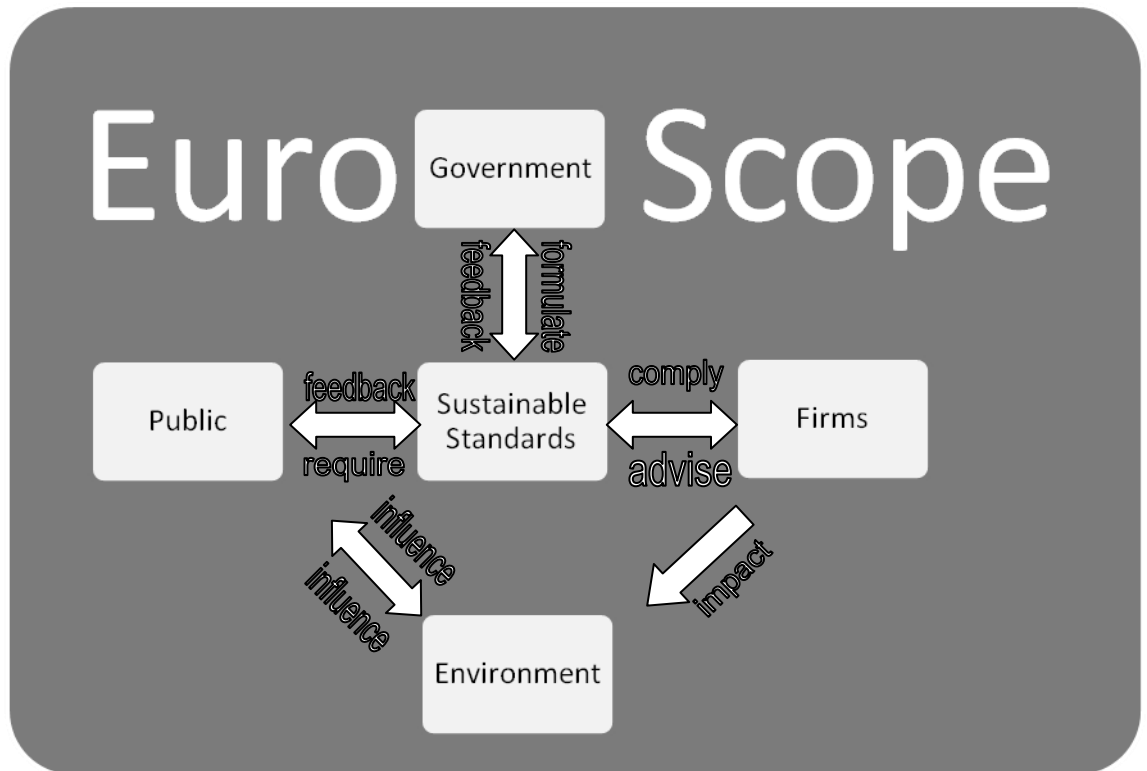 Euro
Government
Scope
feedback
formulate
Public
feedback
require
Sustainable
Standards
comply
advise
Firms
influence
influence
impact
Environment